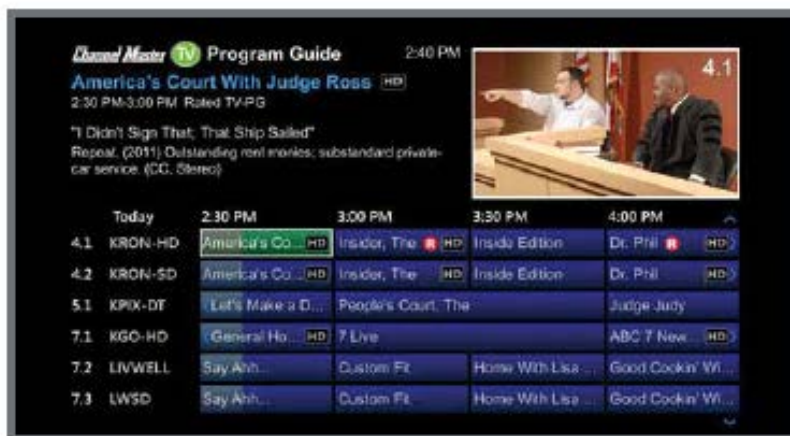 Channel Master TV Program Guide 2:40 PM
4.1
America's Court With Judge Ross HD
2:30 PM-3:00 PM Rated TV-PG
"I Didn't Sign That; That Ship Sailed"
Repeat. (2011) Outstanding rent monies; substandard private-
car service. (CC, Stereo)
Today 2:30 PM 3:00 PM 3:30 PM 4:00 PM
4.1 KRON-HD America's Co... HD Insider, The R HD Inside Edition Dr. Phil R HD
4.2 KRON-SD America's Co... HD Insider, The HD Inside Edition Dr. Phil HD
5.1 KPIX-DT Let's Make a D... People's Court, The Judge Judy
7.1 KGO-HD General Ho... HD 7 Live ABC 7 New... HD
7.2 LIVWELL Say Ahh... Custom Fit Home With Lisa ... Good Cookin' Wi...
7.3 LWSD Say Ahh... Custom Fit Home With Lisa ... Good Cookin' Wi...